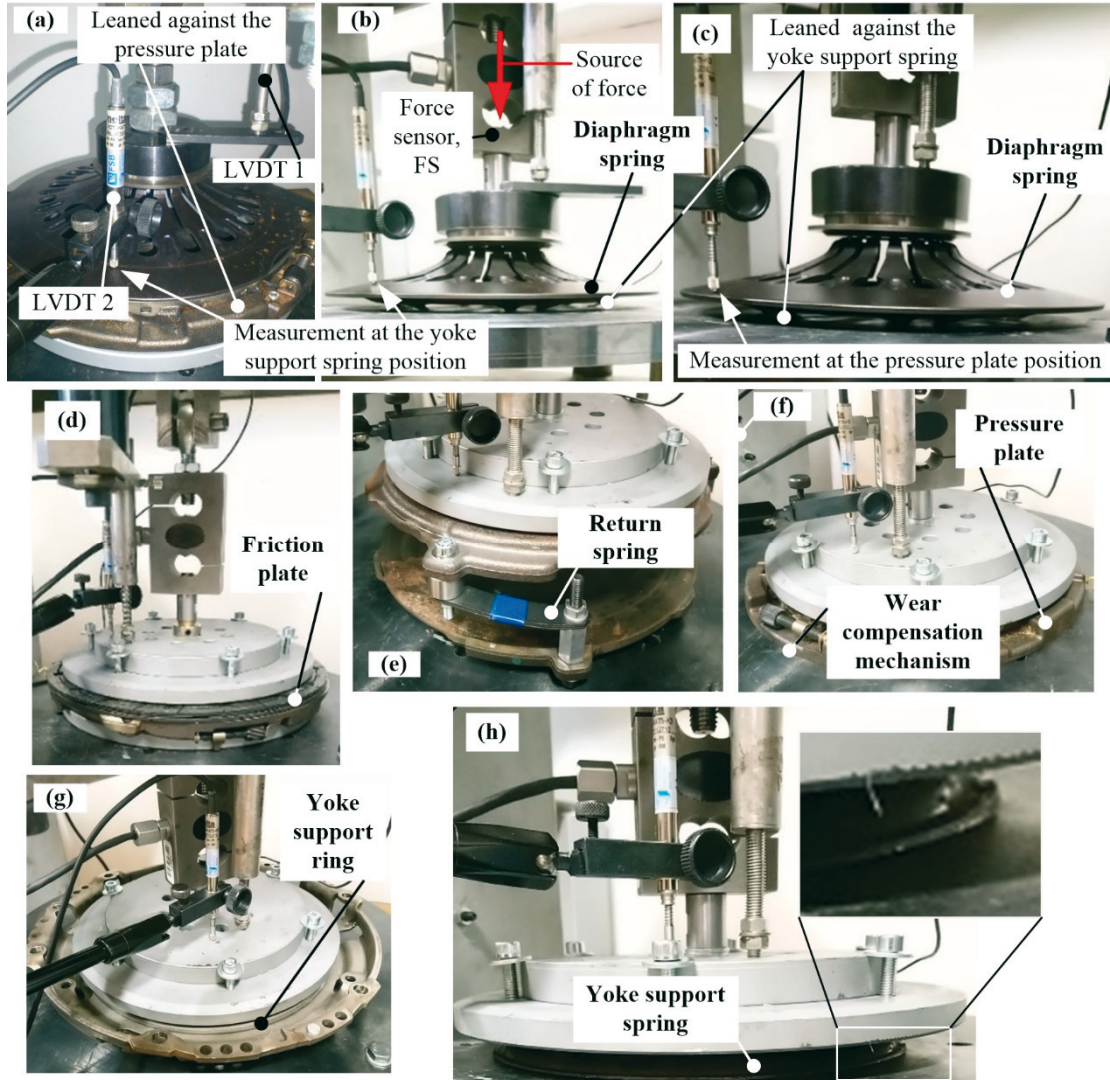 (a)
Leaned against the
pressure plate
LVDT 1
LVDT 2
Measurement at the yoke
support spring position
(b)
Source
of force
Force
sensor,
FS
Diaphragm
spring
(c)
Leaned against the
yoke support spring
Diaphragm
spring
Measurement at the pressure plate position
(d)
Friction
plate
Return
spring
(e)
(f)
Pressure
plate
Wear
compensation
mechanism
(g)
Yoke
support
ring
(h)
Yoke support
spring